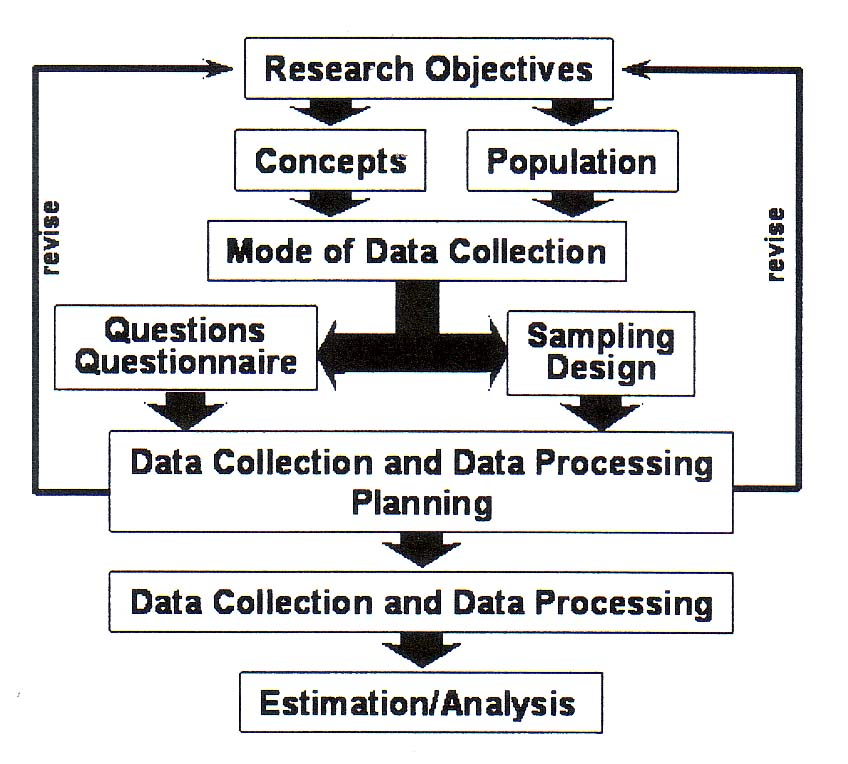 Research Objectives
Concepts
Population
Mode of Data Collection
revise
revise
Questions
Questionnaire
Sampling
Design
Data Collection and Data Processing
Planning
Data Collection and Data Processing
Estimation/Analysis